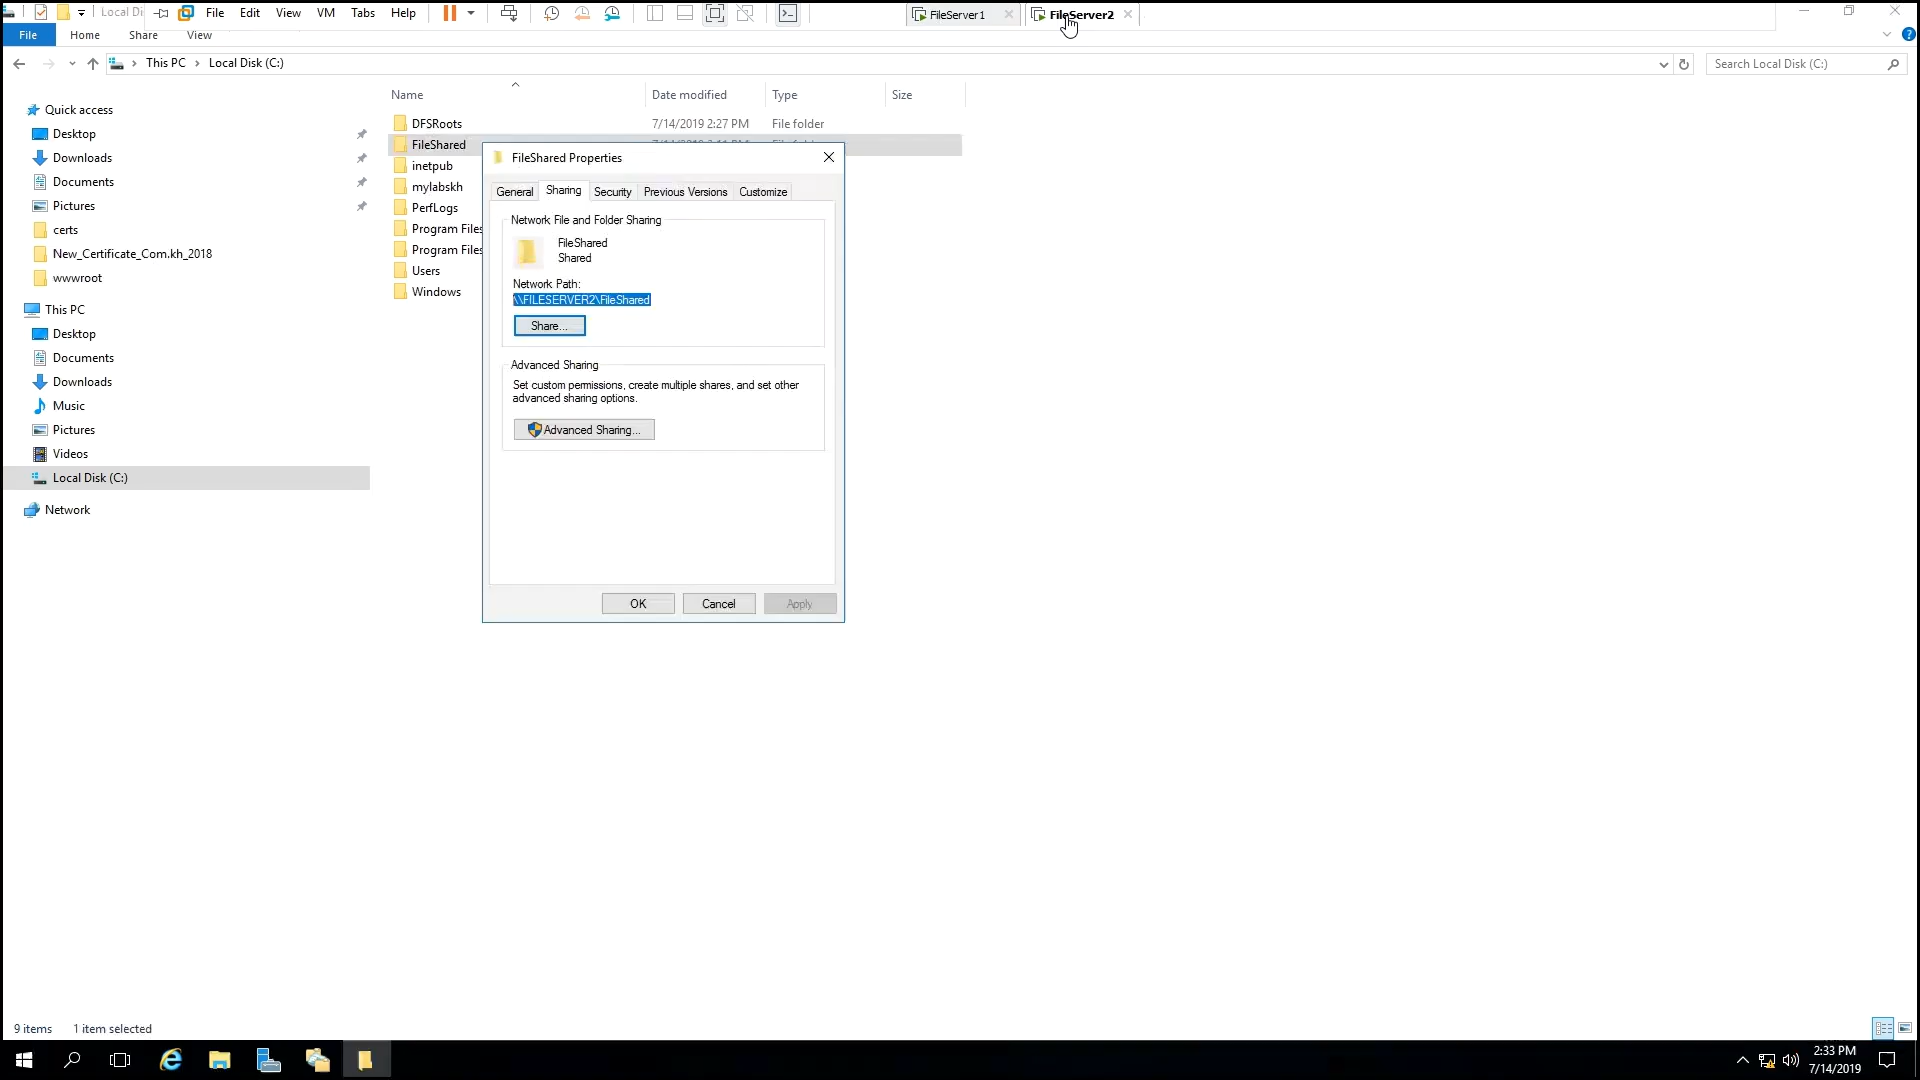 Local Di
File Edit View VM Tabs Help
FileServer1
FileServer2
File Home Share View
This PC Local Disk (C:)
Search Local Disk (C:)
Name Date modified Type Size
Quick access
Desktop
Downloads
Documents
Pictures
certs
New_Certificate_Com.kh_2018
wwwroot
This PC
Desktop
Documents
Downloads
Music
Pictures
Videos
Local Disk (C:)
Network
DFSRoots 7/14/2019 2:27 PM File folder
FileShared
inetpub
mylabskh
PerfLogs
Program Files
Program Files
Users
Windows
FileShared Properties
General Sharing Security Previous Versions Customize
Network File and Folder Sharing
FileShared
Shared
Network Path:
\\FILESERVER2\FileShared
Share...
Advanced Sharing
Set custom permissions, create multiple shares, and set other
advanced sharing options.
Advanced Sharing...
OK Cancel Apply
9 items 1 item selected
2:33 PM
7/14/2019